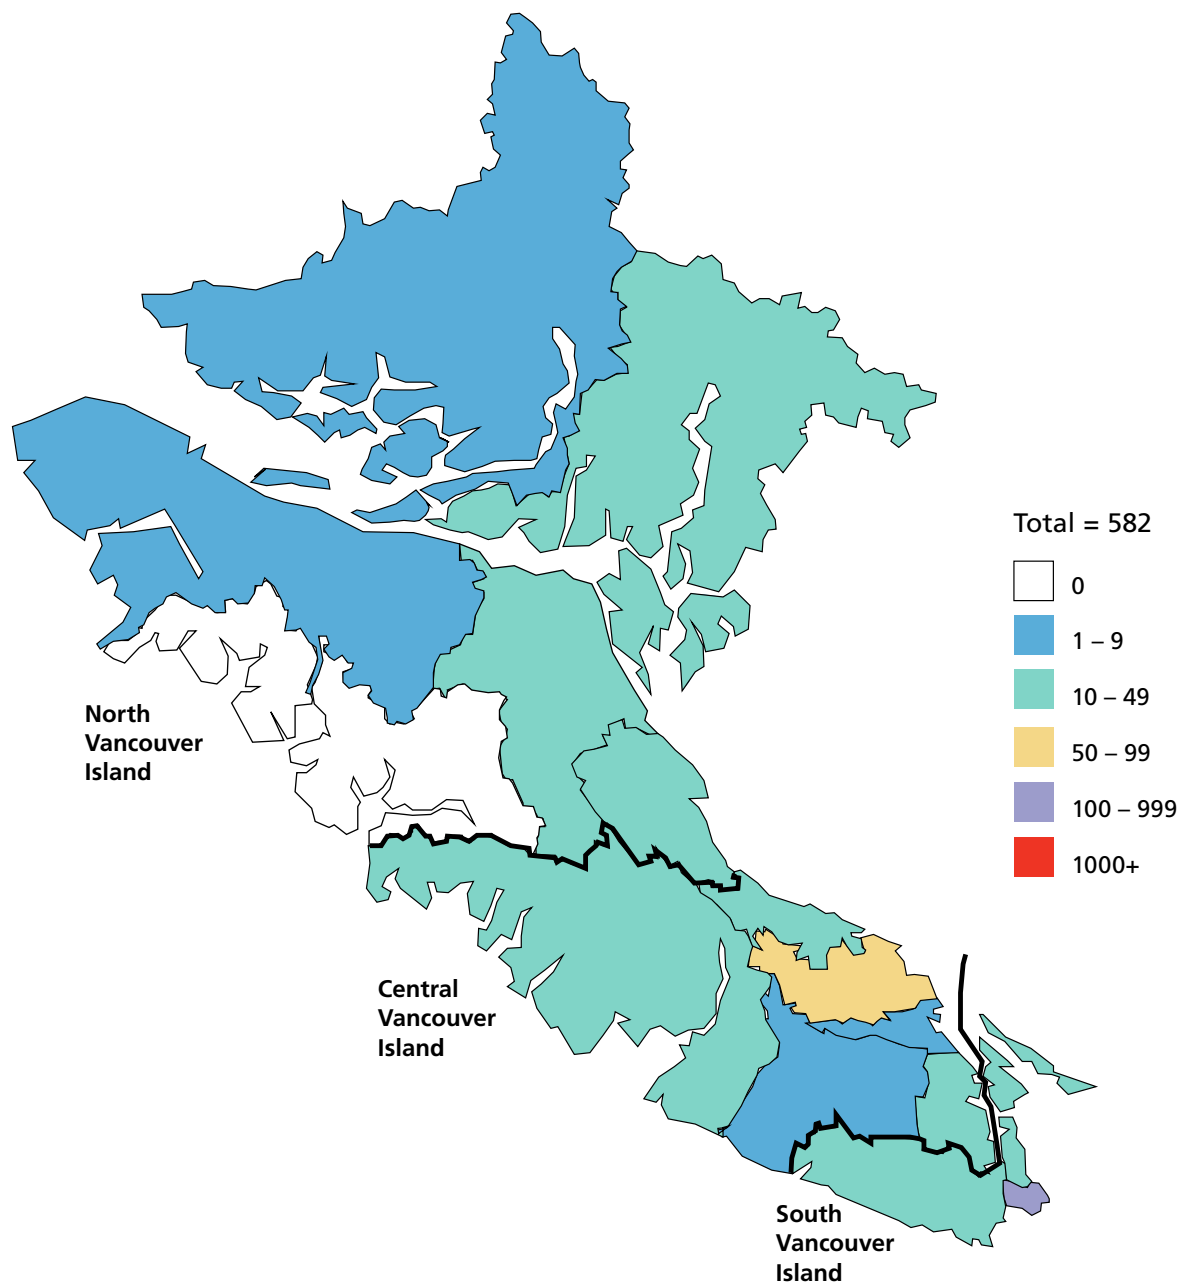 Total = 582
0
1 – 9
10 – 49
50 – 99
100 – 999
1000+
North
Vancouver
Island
Central
Vancouver
Island
South
Vancouver
Island